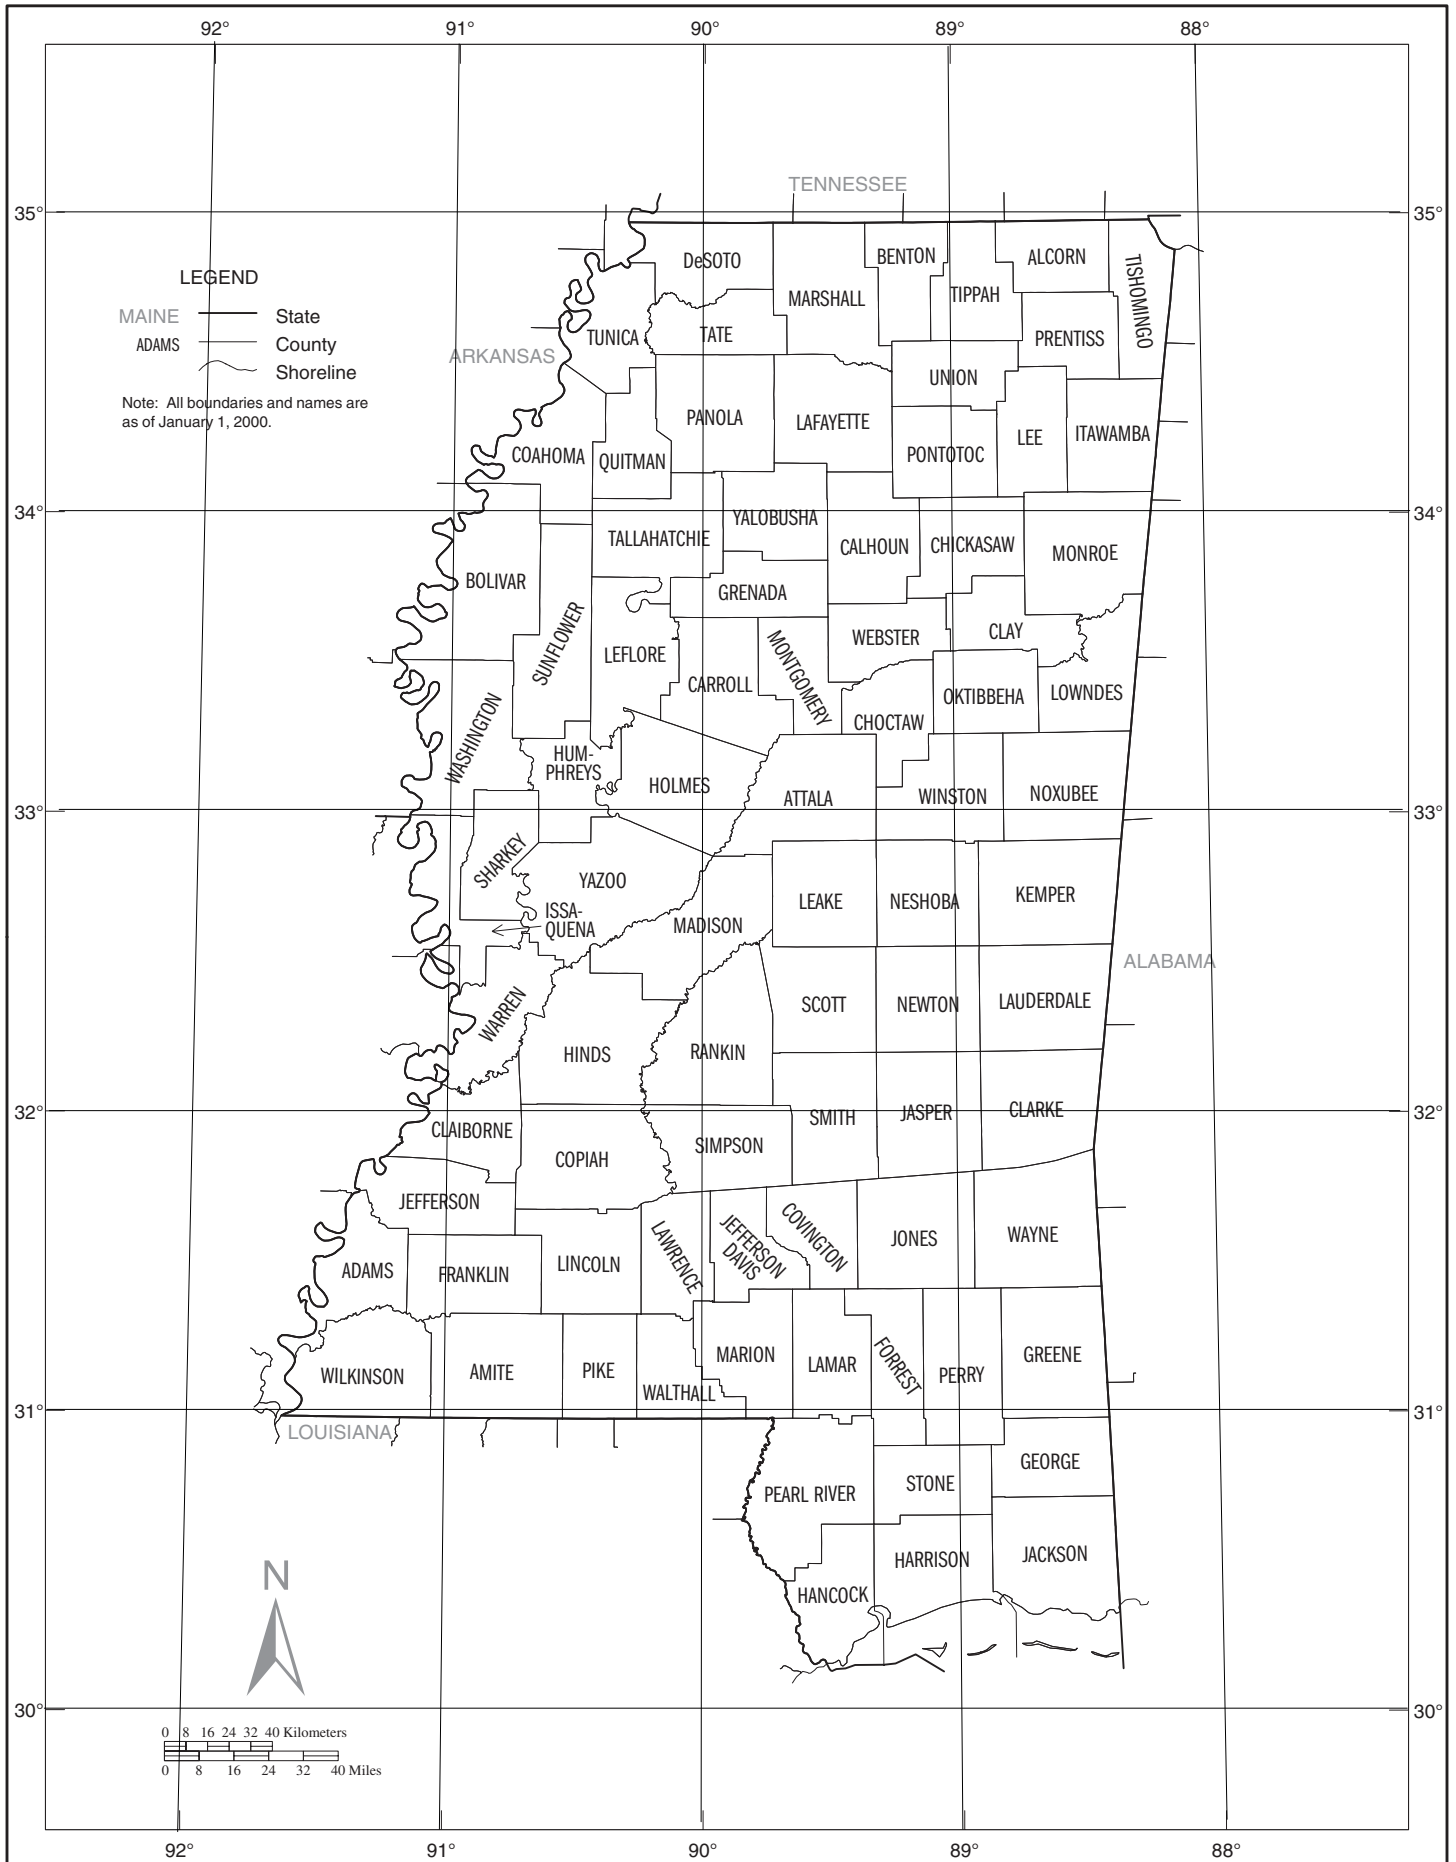 92° 91° 90° 89° 88°
TENNESSEE
35° 35°
LEGEND
MAINE State
ADAMS County
Shoreline
Note: All boundaries and names are
as of January 1, 2000.
ARKANSAS
DeSOTO
MARSHALL
BENTON
TIPPAH
ALCORN
TISHOMINGO
TUNICA
TATE
PRENTISS
UNION
PANOLA
LAFAYETTE
COAHOMA
QUITMAN
PONTOTOC
LEE
ITAWAMBA
34° 34°
YALOBUSHA
TALLAHATCHIE
CALHOUN
CHICKASAW
MONROE
BOLIVAR
GRENADA
SUNFLOWER
LEFLORE
CARROLL
MONTGOMERY
WEBSTER
CLAY
OKTIBBEHA
LOWNDES
CHOCTAW
WASHINGTON
HUM-
PHREYS
HOLMES
ATTALA
WINSTON
NOXUBEE
33° 33°
SHARKEY
YAZOO
ISSA-
QUENA
MADISON
LEAKE
NESHOBA
KEMPER
ALABAMA
WARREN
HINDS
RANKIN
SCOTT
NEWTON
LAUDERDALE
32° 32°
CLAIBORNE
COPIAH
SIMPSON
SMITH
JASPER
CLARKE
JEFFERSON
ADAMS
FRANKLIN
LINCOLN
LAWRENCE
JEFFERSON
DAVIS
COVINGTON
JONES
WAYNE
WILKINSON
AMITE
PIKE
WALTHALL
MARION
LAMAR
FORREST
PERRY
GREENE
31° 31°
LOUISIANA
PEARL RIVER
STONE
GEORGE
HANCOCK
HARRISON
JACKSON
N
30° 30°
0 8 16 24 32 40 Kilometers
0 8 16 24 32 40 Miles
92° 91° 90° 89° 88°